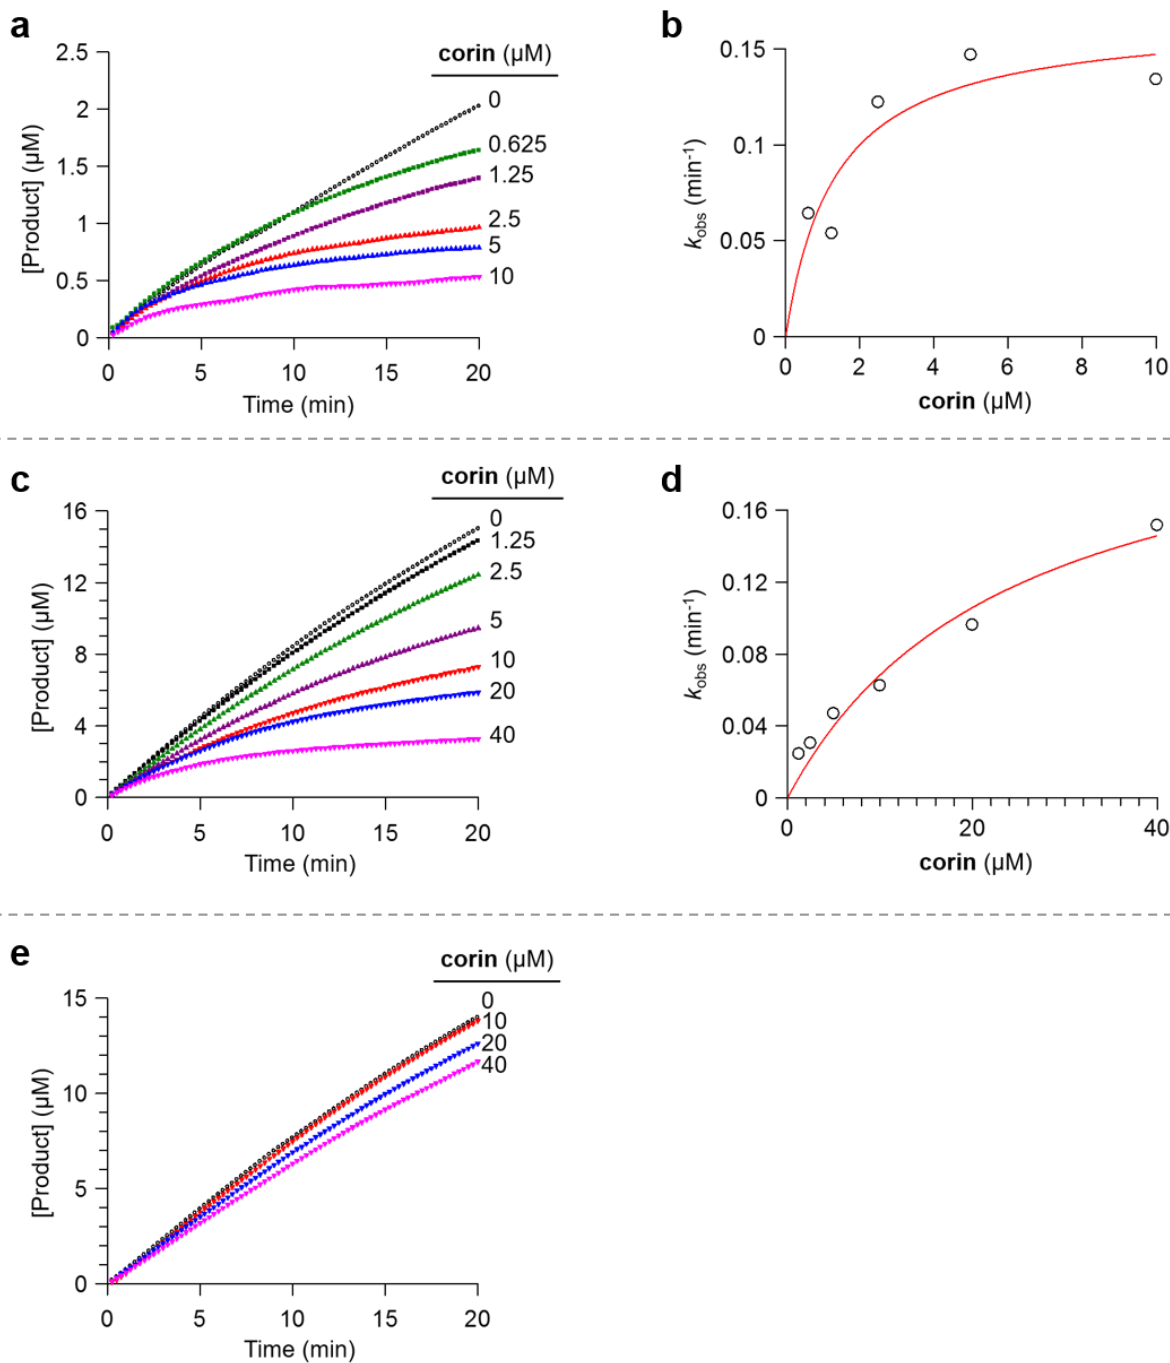 a
corin (µM)
2.5
2
1.5
1
0.5
0
[Product] (µM)
0
0.625
1.25
2.5
5
10
0 5 10 15 20
Time (min)
b
0.15
0.1
0.05
0
kobs (min-1)
0 2 4 6 8 10
corin (µM)
c
corin (µM)
16
12
8
4
0
[Product] (µM)
0
1.25
2.5
5
10
20
40
0 5 10 15 20
Time (min)
d
0.16
0.12
0.08
0.04
0
kobs (min-1)
0 20 40
corin (µM)
e
corin (µM)
15
10
5
0
[Product] (µM)
0
10
20
40
0 5 10 15 20
Time (min)